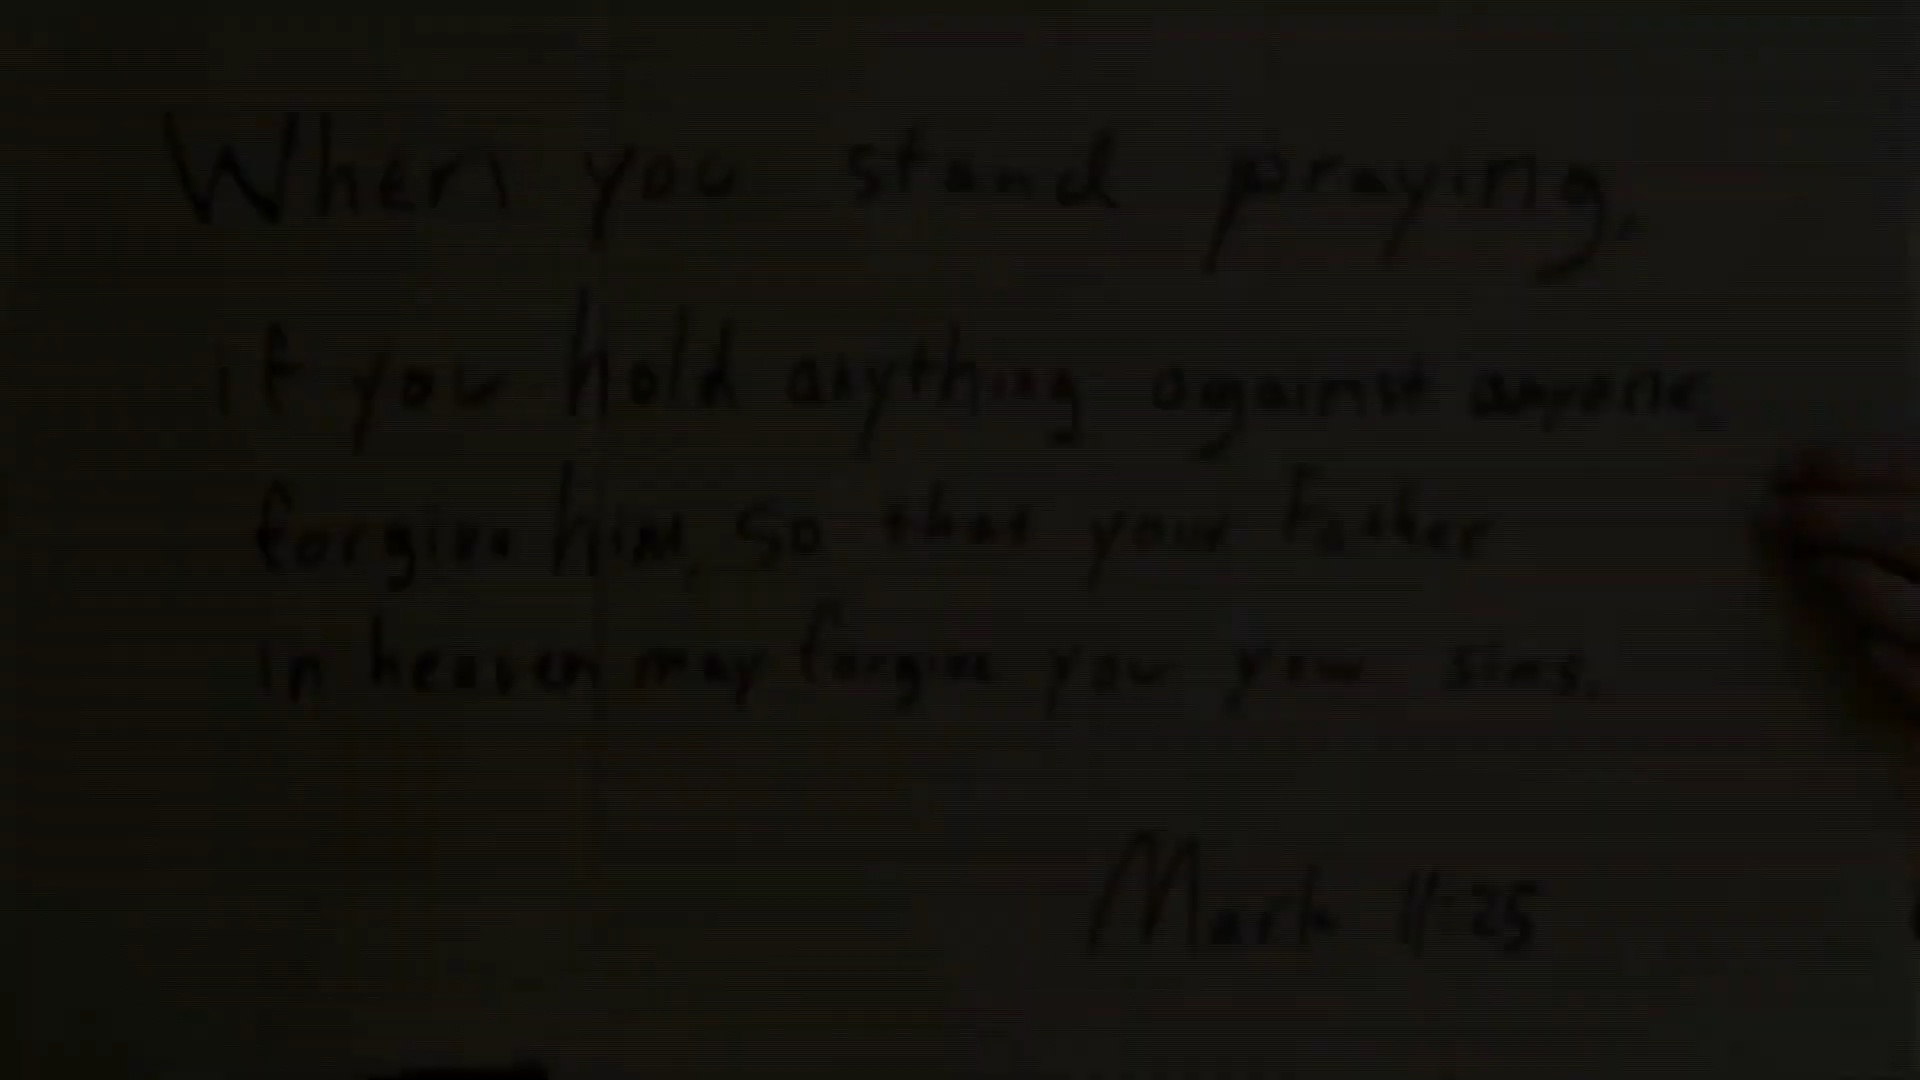 When you stand praying,
if you hold anything against anyone,
forgive him, so that your Father
in heaven may forgive you your sins.
Mark 11:25